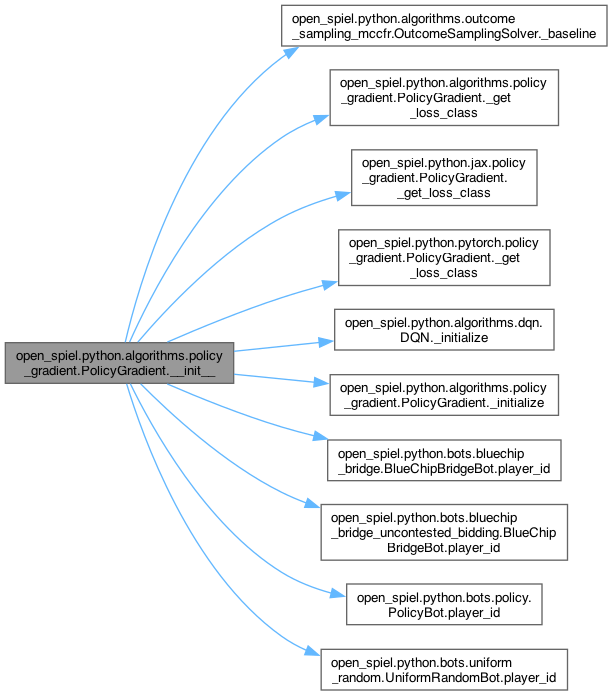 open_spiel.python.algorithms.outcome
_sampling_mccfr.OutcomeSamplingSolver._baseline
open_spiel.python.algorithms.policy
_gradient.PolicyGradient._get
_loss_class
open_spiel.python.jax.policy
_gradient.PolicyGradient.
_get_loss_class
open_spiel.python.pytorch.policy
_gradient.PolicyGradient._get
_loss_class
open_spiel.python.algorithms.dqn.
DQN._initialize
open_spiel.python.algorithms.policy
_gradient.PolicyGradient.__init__
open_spiel.python.algorithms.policy
_gradient.PolicyGradient._initialize
open_spiel.python.bots.bluechip
_bridge.BlueChipBridgeBot.player_id
open_spiel.python.bots.bluechip
_bridge_uncontested_bidding.BlueChip
BridgeBot.player_id
open_spiel.python.bots.policy.
PolicyBot.player_id
open_spiel.python.bots.uniform
_random.UniformRandomBot.player_id